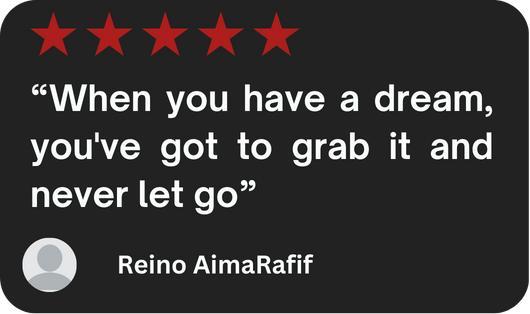 “When you have a dream,
you've got to grab it and
never let go”
Reino AimaRafif